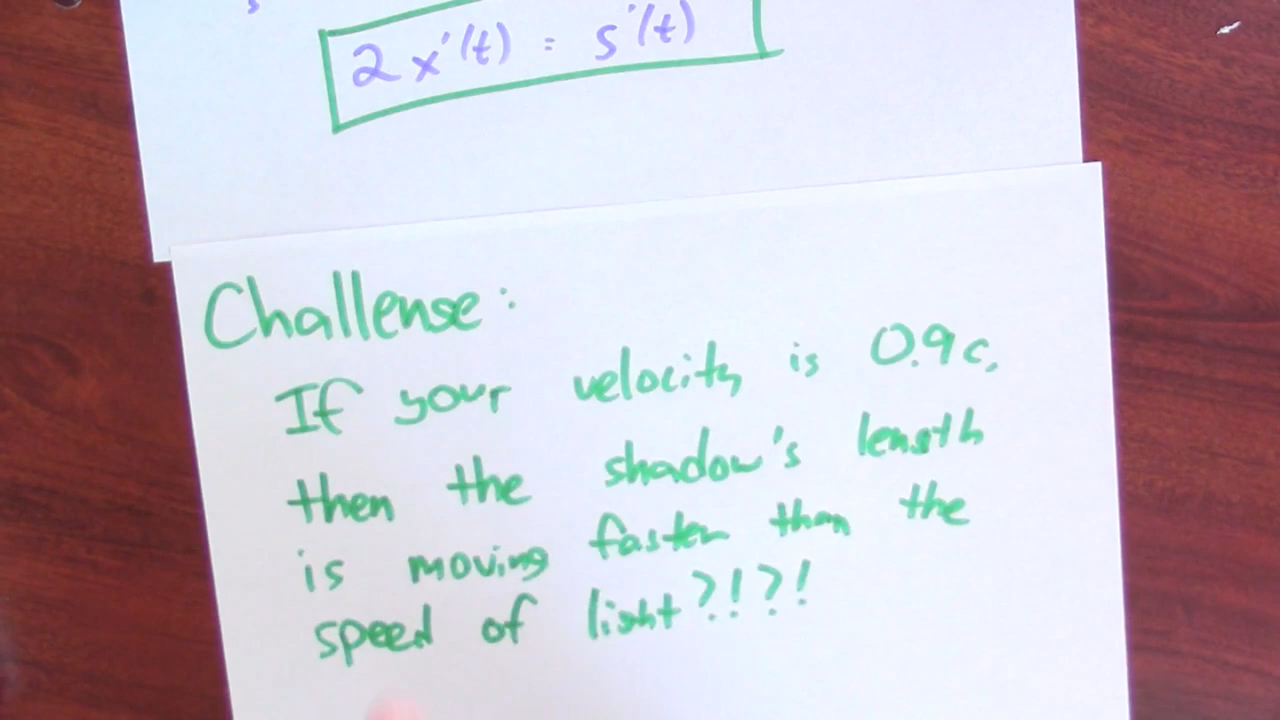 2x'(t) = s'(t)
Challenge:
If your velocity is 0.9c,
then the shadow's length
is moving faster than the
speed of light?!?!